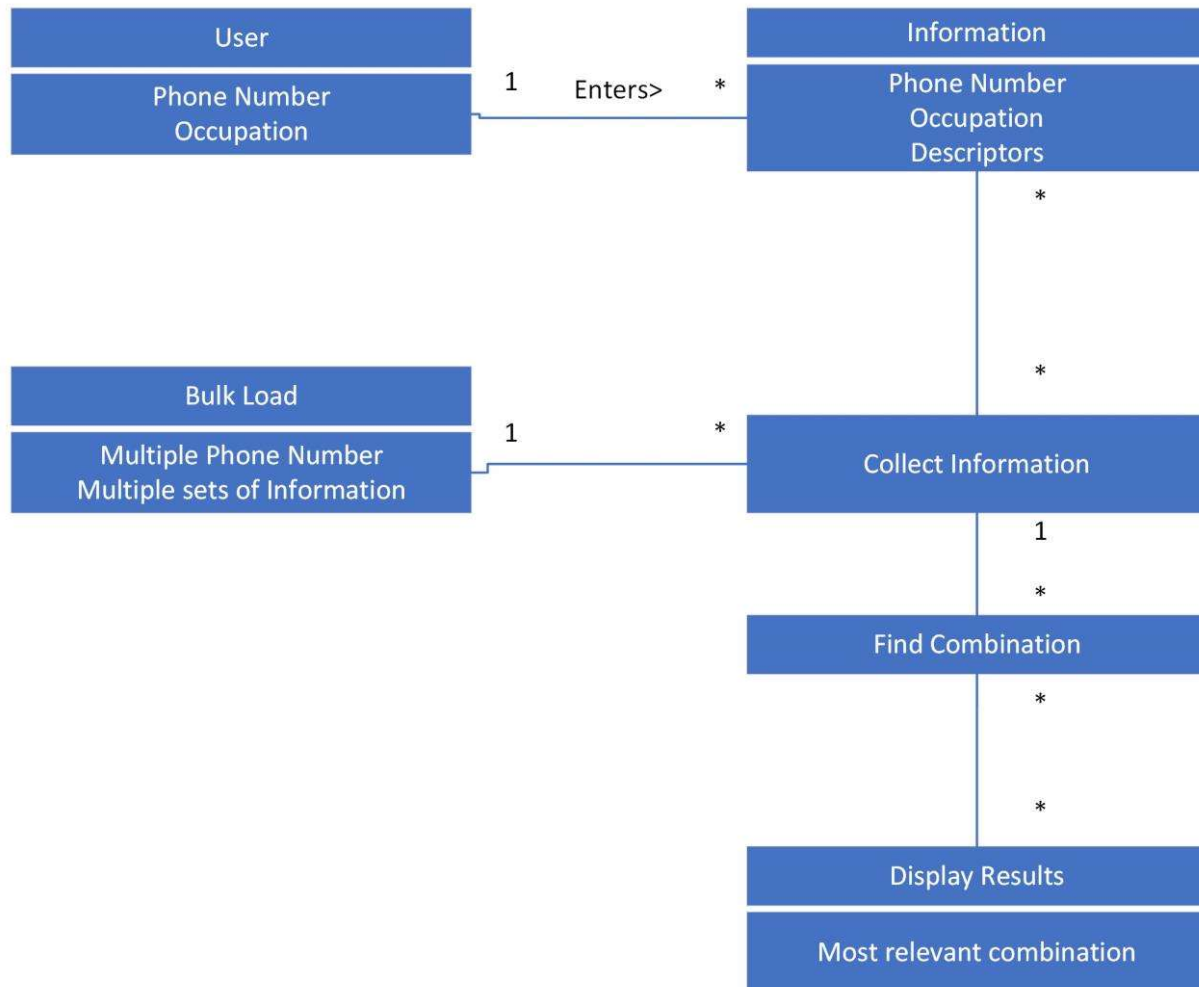 User
Phone Number
Occupation
1
Enters>
*
Information
Phone Number
Occupation
Descriptors
*
*
Bulk Load
Multiple Phone Number
Multiple sets of Information
1
*
Collect Information
1
*
Find Combination
*
*
Display Results
Most relevant combination